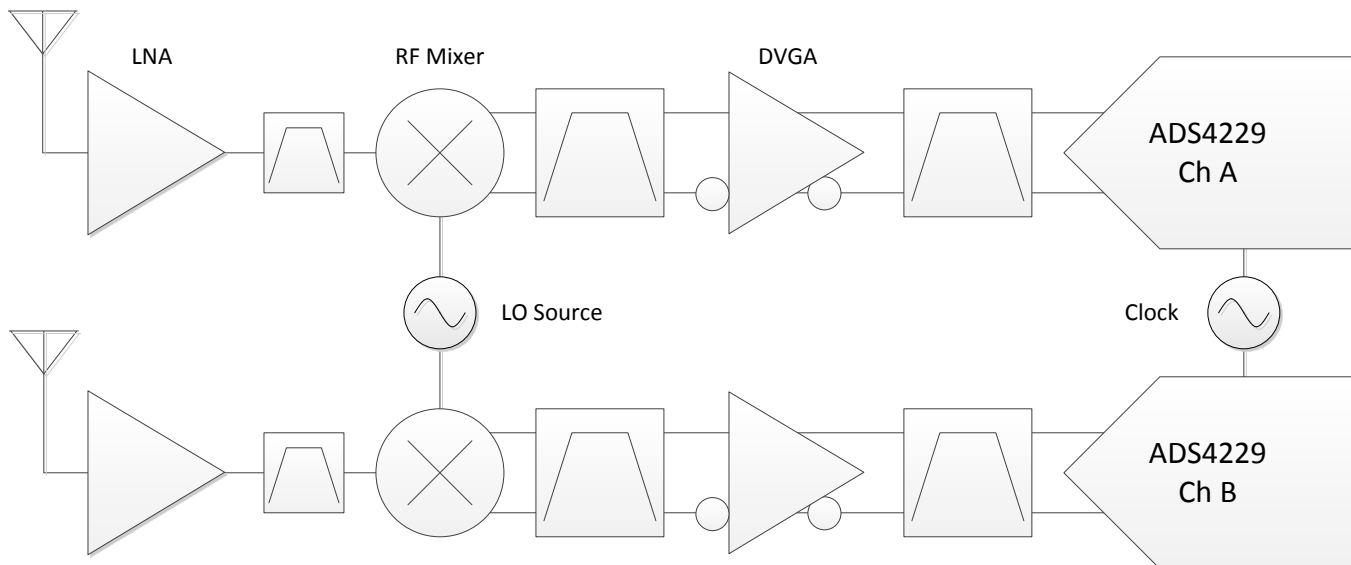 LNA
RF Mixer
DVGA
ADS4229
Ch A
LO Source
Clock
ADS4229
Ch B